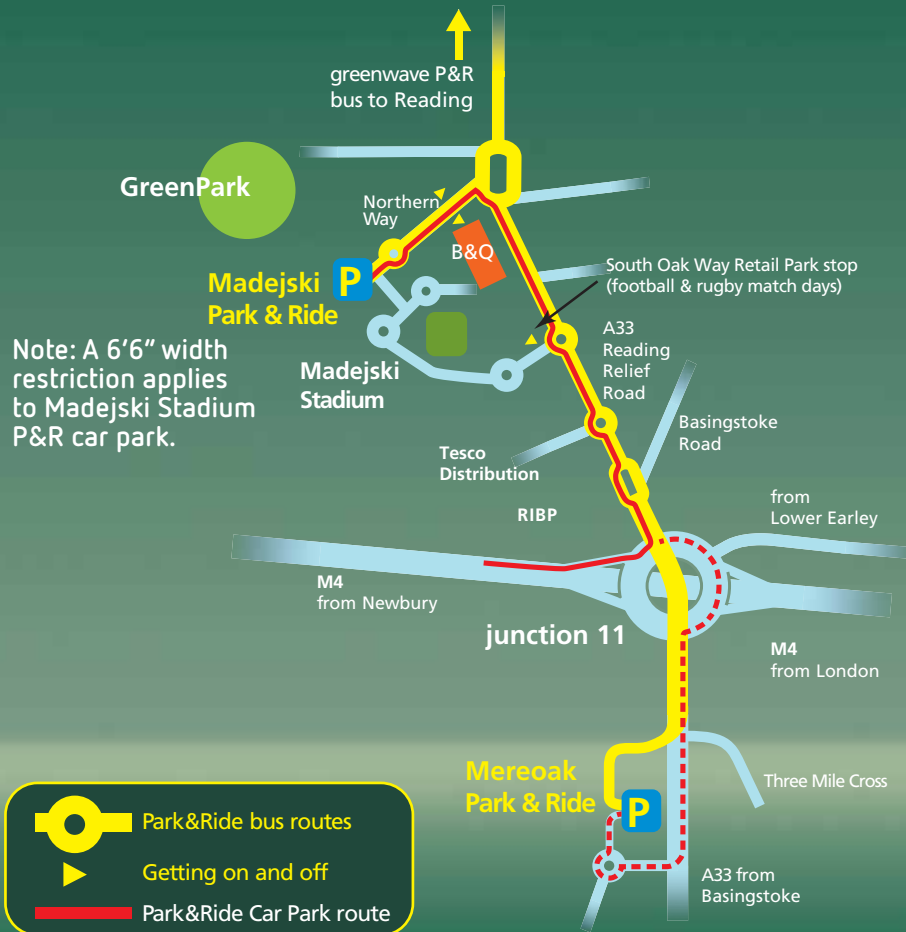 greenwave P&R
bus to Reading
GreenPark
Northern
Way
B&Q
South Oak Way Retail Park stop
(football & rugby match days)
P
Madejski
Park & Ride
A33
Reading
Relief
Road
Note: A 6'6" width
restriction applies
to Madejski Stadium
P&R car park.
Madejski
Stadium
Basingstoke
Road
Tesco
Distribution
RIBP
from
Lower Earley
M4
from Newbury
junction 11
M4
from London
Mereoak
Park & Ride
P
Three Mile Cross
A33 from
Basingstoke
Park&Ride bus routes
Getting on and off
Park&Ride Car Park route